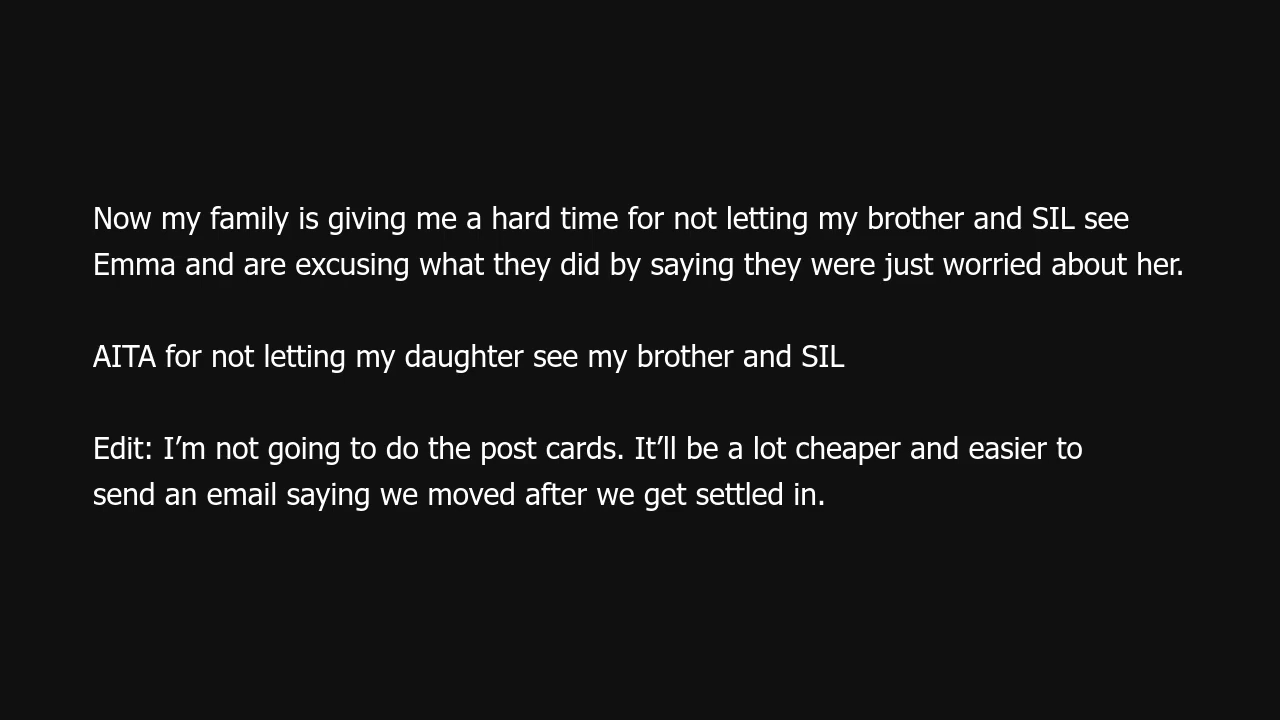 Now my family is giving me a hard time for not letting my brother and SIL see
Emma and are excusing what they did by saying they were just worried about her.
AITA for not letting my daughter see my brother and SIL
Edit: I’m not going to do the post cards. It’ll be a lot cheaper and easier to
send an email saying we moved after we get settled in.